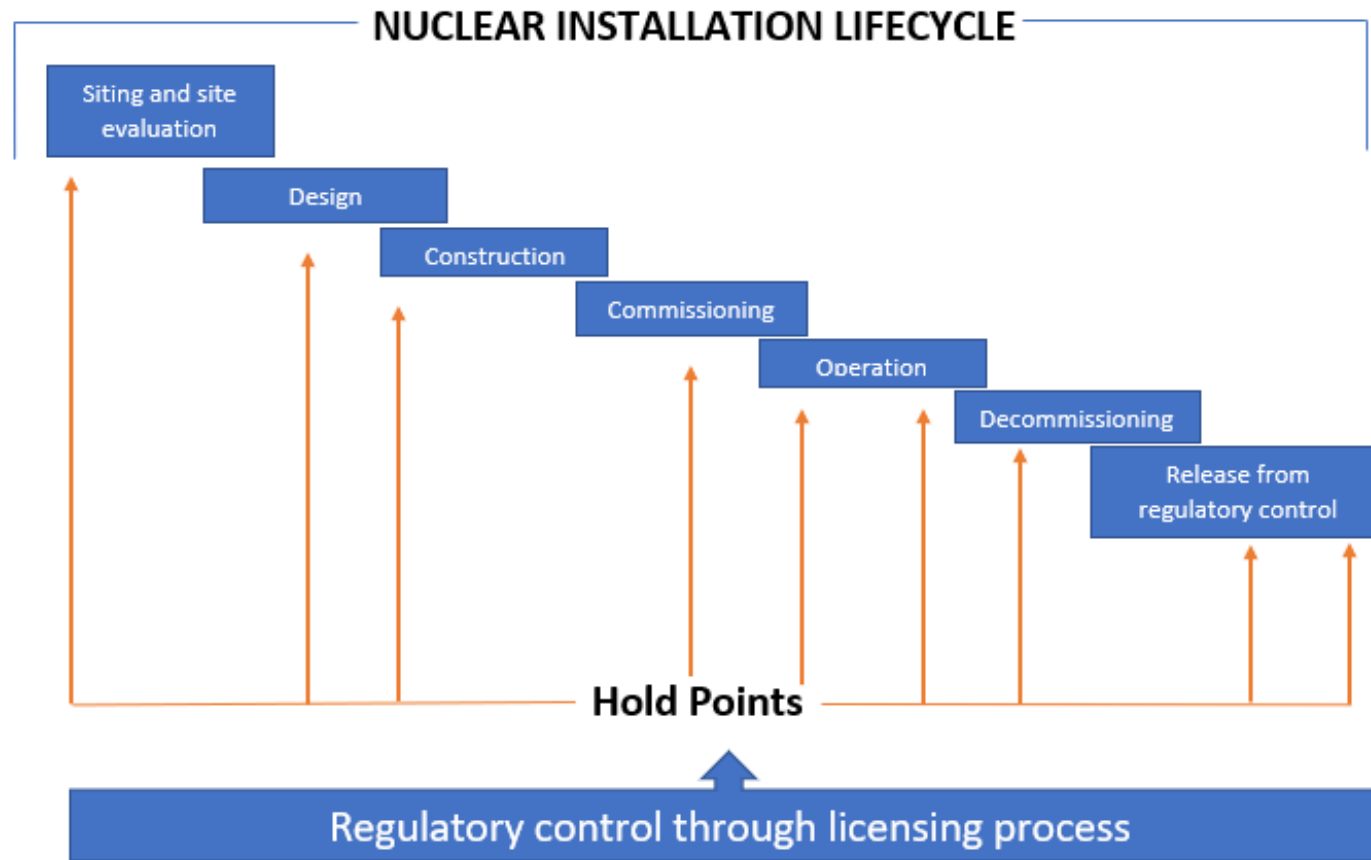 NUCLEAR INSTALLATION LIFECYCLE
Siting and site
evaluation
Design
Construction
Commissioning
Operation
Decommissioning
Release from
regulatory control
Hold Points
Regulatory control through licensing process